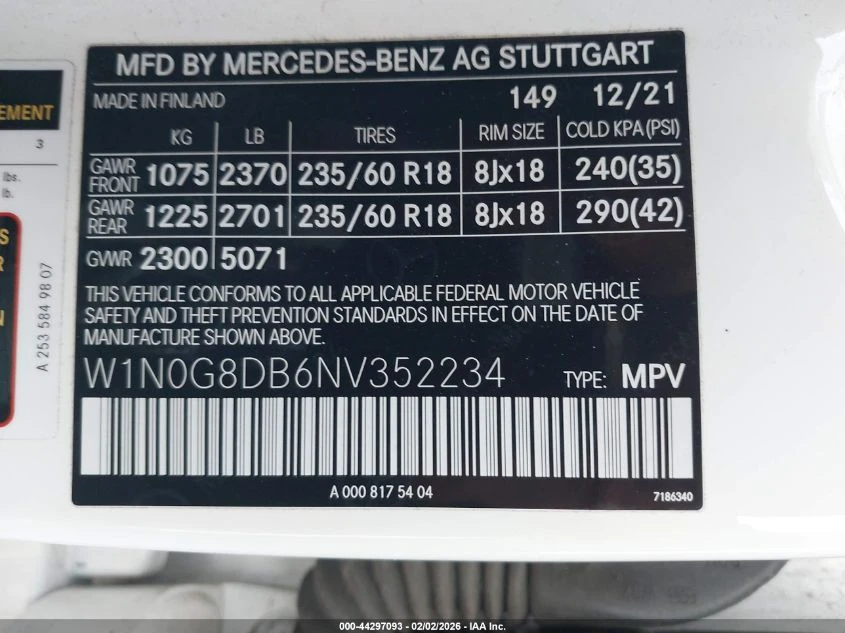 EMENT
3
lbs.
lb.
S
R
N
A 253 584 98 07
MFD BY MERCEDES-BENZ AG STUTTGART
MADE IN FINLAND 149 12/21
KG LB TIRES RIM SIZE COLD KPA(PSI)
GAWR FRONT 1075 2370 235/60 R18 8Jx18 240(35)
GAWR REAR 1225 2701 235/60 R18 8Jx18 290(42)
GVWR 2300 5071
THIS VEHICLE CONFORMS TO ALL APPLICABLE FEDERAL MOTOR VEHICLE
SAFETY AND THEFT PREVENTION STANDARDS IN EFFECT ON THE DATE OF
MANUFACTURE SHOWN ABOVE.
W1N0G8DB6NV352234 TYPE: MPV
A 000 817 54 04
7186340
000-44297093 - 02/02/2026 - IAA Inc.